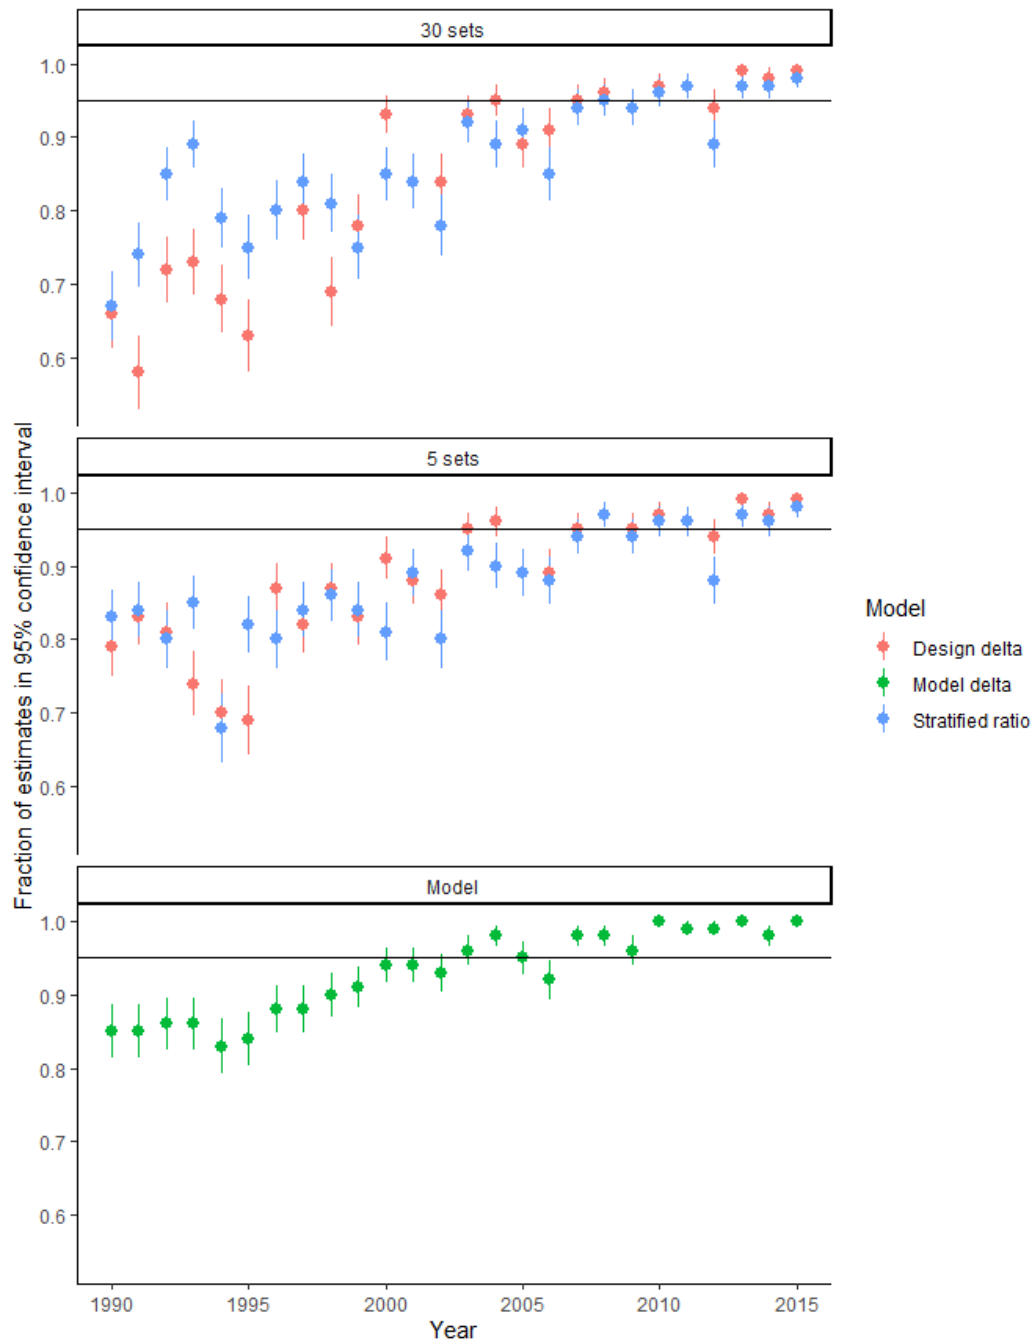 30 sets
1.0
0.9
0.8
0.7
0.6
5 sets
1.0
0.9
0.8
0.7
0.6
Model
1.0
0.9
0.8
0.7
0.6
1990 1995 2000 2005 2010 2015
Year
Fraction of estimates in 95% confidence interval
Model
Design delta
Model delta
Stratified ratio